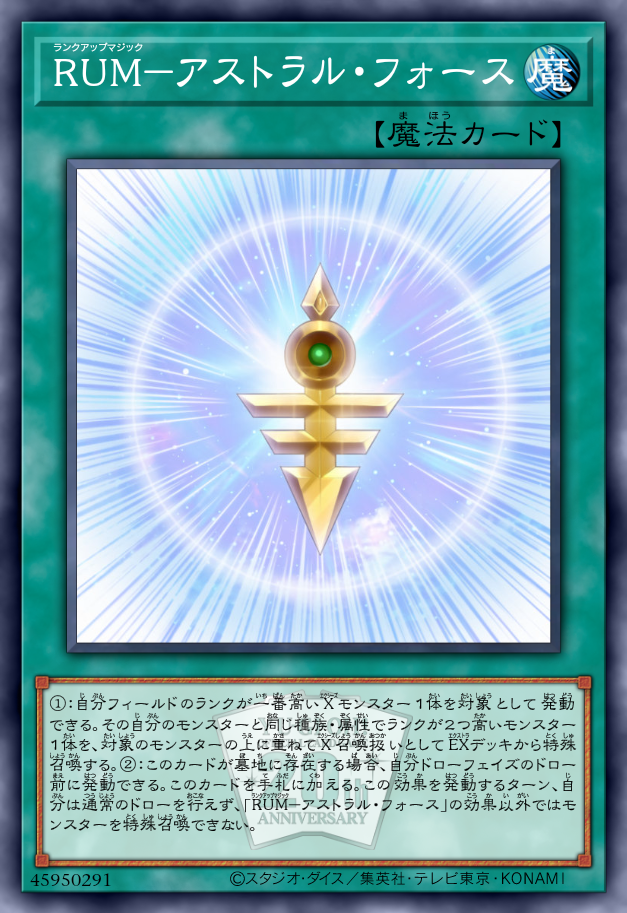 ランクアップマジック
RUM－アストラル・フォース
魔
【魔法カード】
①：自分フィールドのランクが一番高いXモンスター１体を対象として発動
できる。その自分のモンスターと同じ種族・属性でランクが２つ高いモンスター
１体を、対象のモンスターの上に重ねてX召喚扱いとしてEXデッキから特殊
召喚する。②：このカードが墓地に存在する場合、自分ドローフェイズのドロー
前に発動できる。このカードを手札に加える。この効果を発動するターン、自
分は通常のドローを行えず、「RUM－アストラル・フォース」の効果以外ではモ
ンスターを特殊召喚できない。
20th
ANNIVERSARY
45950291
©スタジオ・ダイス／集英社・テレビ東京・KONAMI